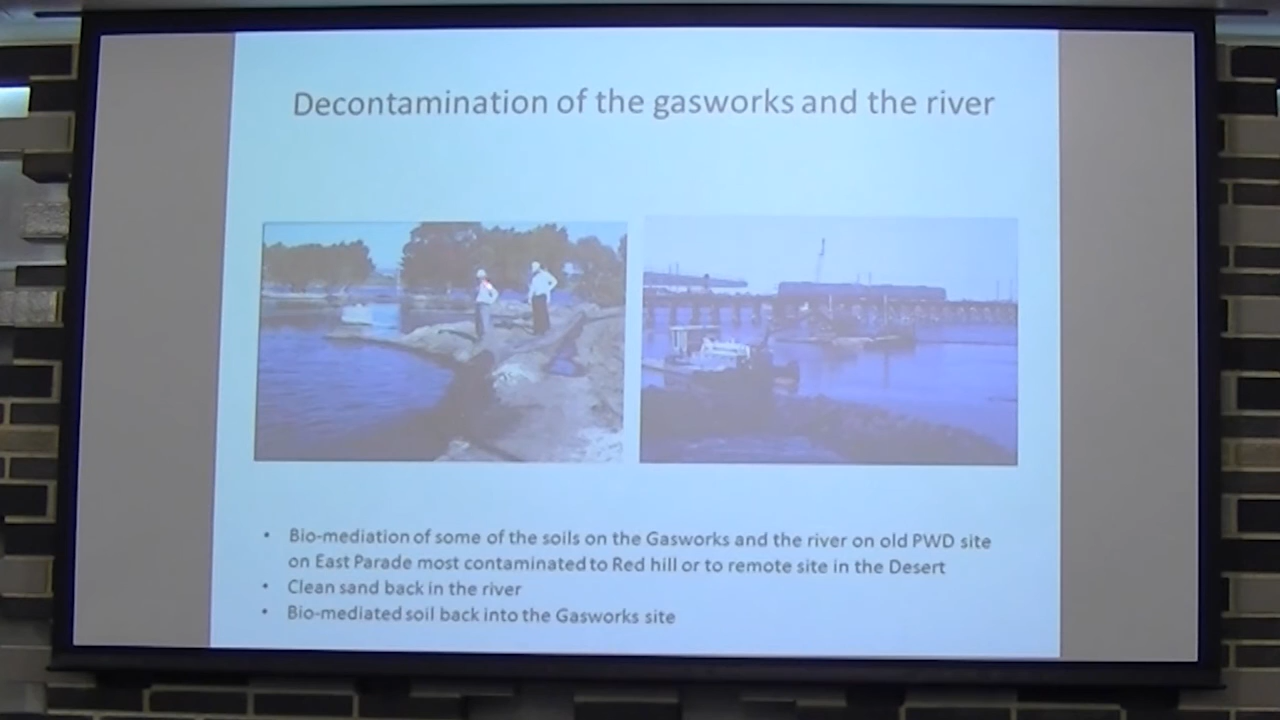 Decontamination of the gasworks and the river
• Bio-mediation of some of the soils on the Gasworks and the river on old PWD site
on East Parade most contaminated to Red hill or to remote site in the Desert
• Clean sand back in the river
• Bio-mediated soil back into the Gasworks site